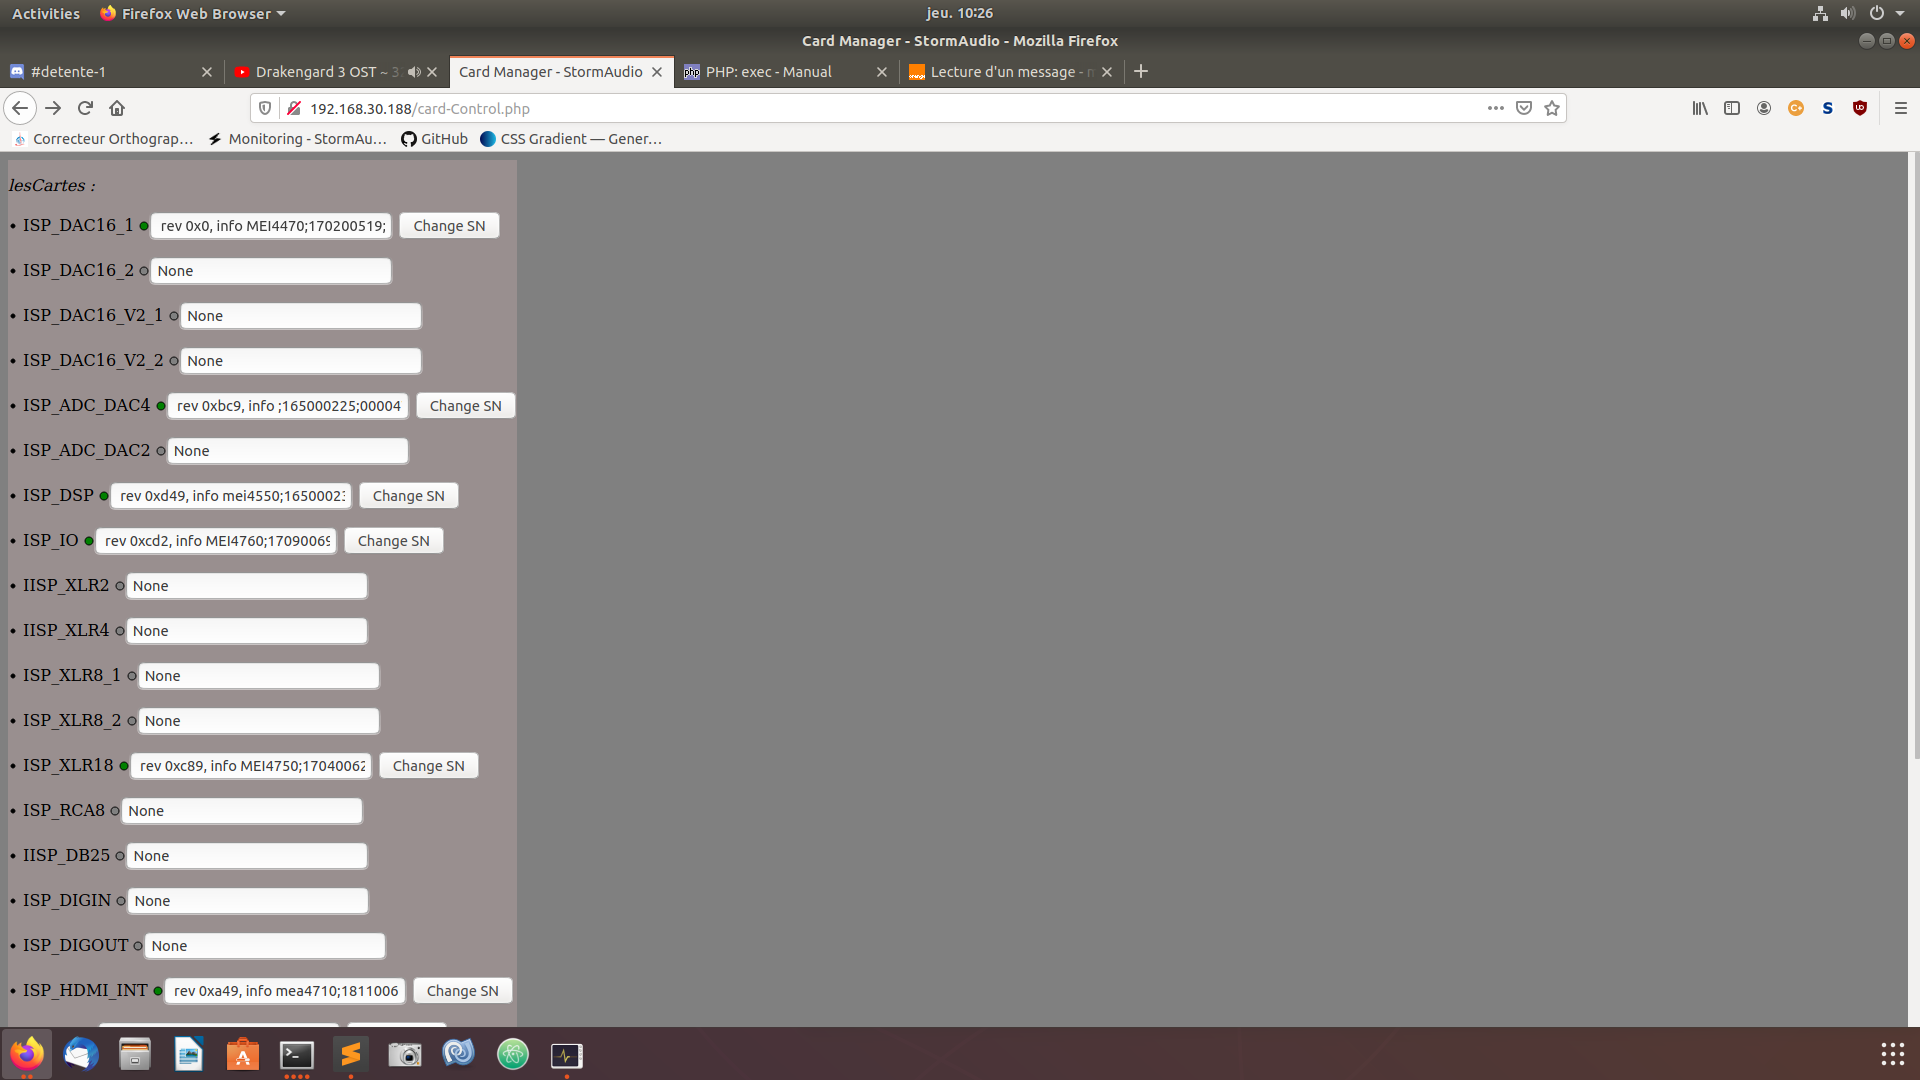 Activities Firefox Web Browser jeu. 10:26
Card Manager - StormAudio - Mozilla Firefox
#detente-1 Drakengard 3 OST ~ 3 Card Manager - StormAudio PHP: exec - Manual Lecture d'un message - m
192.168.30.188/card-Control.php
Correcteur Orthograp… Monitoring - StormAu… GitHub CSS Gradient — Gener…
lesCartes :
• ISP_DAC16_1 rev 0x0, info MEI4470;170200519; Change SN
• ISP_DAC16_2 None
• ISP_DAC16_V2_1 None
• ISP_DAC16_V2_2 None
• ISP_ADC_DAC4 rev 0xbc9, info ;165000225;00004 Change SN
• ISP_ADC_DAC2 None
• ISP_DSP rev 0xd49, info mei4550;16500023 Change SN
• ISP_IO rev 0xcd2, info MEI4760;17090069 Change SN
• IISP_XLR2 None
• IISP_XLR4 None
• ISP_XLR8_1 None
• ISP_XLR8_2 None
• ISP_XLR18 rev 0xc89, info MEI4750;17040062 Change SN
• ISP_RCA8 None
• IISP_DB25 None
• ISP_DIGIN None
• ISP_DIGOUT None
• ISP_HDMI_INT rev 0xa49, info mea4710;1811006 Change SN